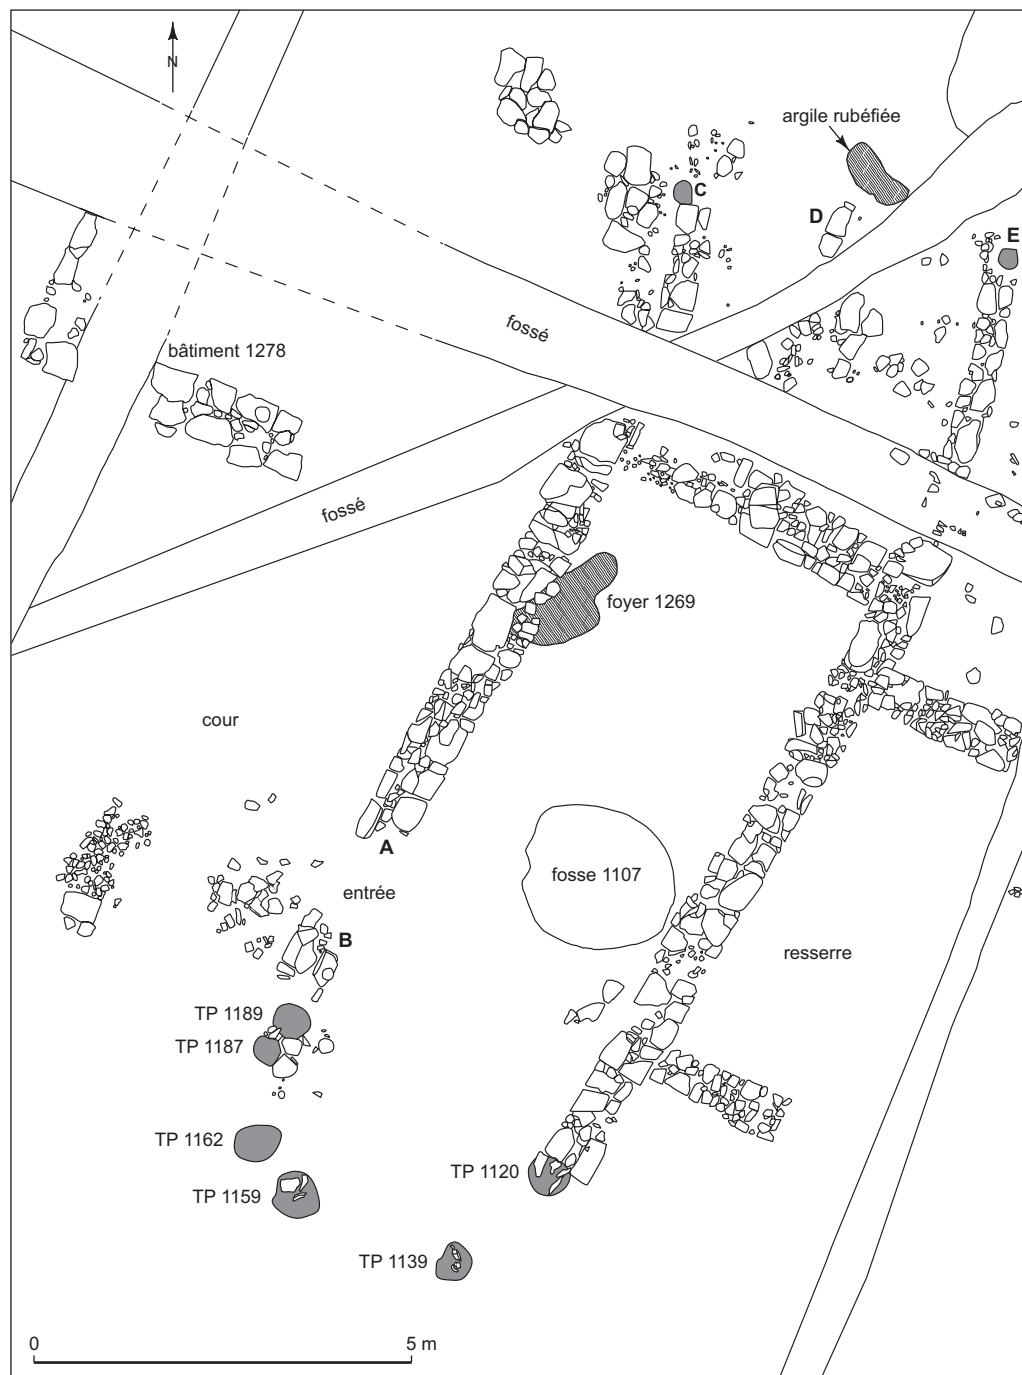 N
argile rubéfiée
C
D
E
fossé
bâtiment 1278
fossé
foyer 1269
cour
A
entrée
fosse 1107
B
resserre
TP 1189
TP 1187
TP 1162
TP 1120
TP 1159
TP 1139
0 5 m